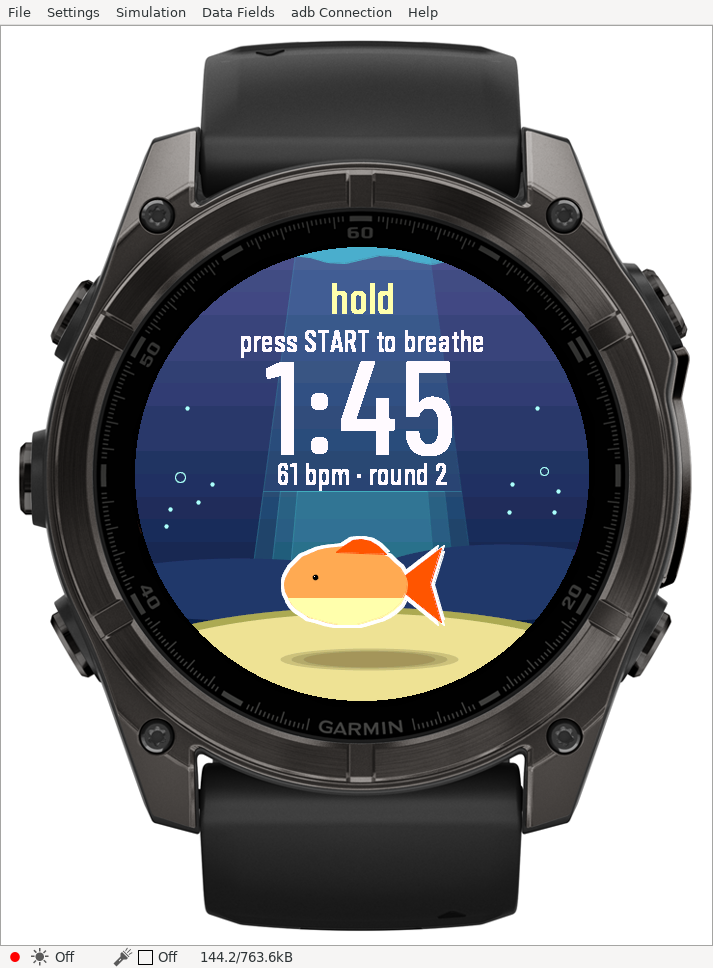 File Settings Simulation Data Fields adb Connection Help
60
hold
press START to breathe
50
1:45
61 bpm · round 2
40
20
GARMIN
Off Off 144.2/763.6kB